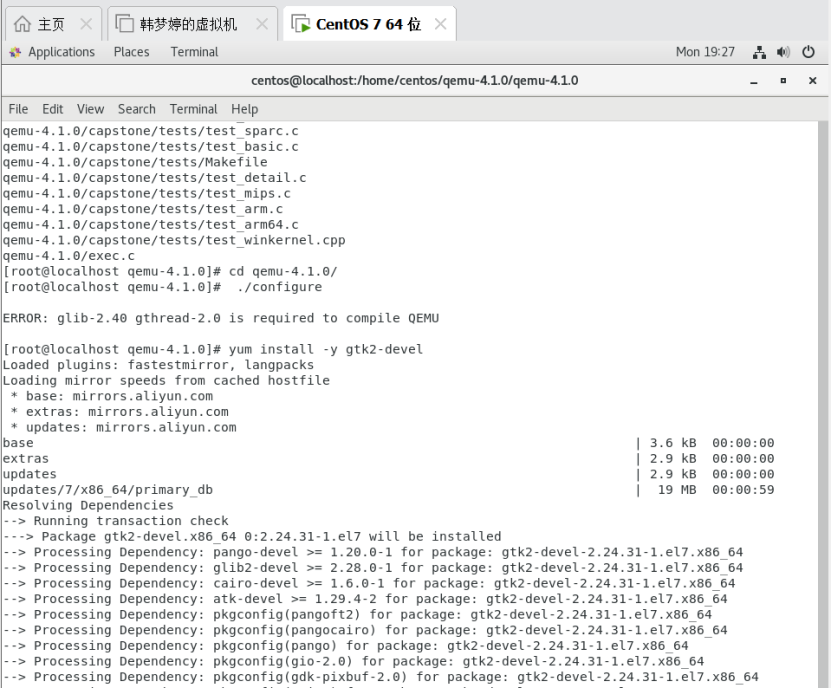 主页
韩梦婷的虚拟机
CentOS 7 64 位
Applications Places Terminal Mon 19:27
centos@localhost:/home/centos/qemu-4.1.0/qemu-4.1.0
File Edit View Search Terminal Help
qemu-4.1.0/capstone/tests/test_sparc.c
qemu-4.1.0/capstone/tests/test_basic.c
qemu-4.1.0/capstone/tests/Makefile
qemu-4.1.0/capstone/tests/test_detail.c
qemu-4.1.0/capstone/tests/test_mips.c
qemu-4.1.0/capstone/tests/test_arm.c
qemu-4.1.0/capstone/tests/test_arm64.c
qemu-4.1.0/capstone/tests/test_winkernel.cpp
qemu-4.1.0/exec.c
[root@localhost qemu-4.1.0]# cd qemu-4.1.0/
[root@localhost qemu-4.1.0]#  ./configure
ERROR: glib-2.40 gthread-2.0 is required to compile QEMU
[root@localhost qemu-4.1.0]# yum install -y gtk2-devel
Loaded plugins: fastestmirror, langpacks
Loading mirror speeds from cached hostfile
 * base: mirrors.aliyun.com
 * extras: mirrors.aliyun.com
 * updates: mirrors.aliyun.com
base | 3.6 kB 00:00:00
extras | 2.9 kB 00:00:00
updates | 2.9 kB 00:00:00
updates/7/x86_64/primary_db | 19 MB 00:00:59
Resolving Dependencies
--> Running transaction check
---> Package gtk2-devel.x86_64 0:2.24.31-1.el7 will be installed
--> Processing Dependency: pango-devel >= 1.20.0-1 for package: gtk2-devel-2.24.31-1.el7.x86_64
--> Processing Dependency: glib2-devel >= 2.28.0-1 for package: gtk2-devel-2.24.31-1.el7.x86_64
--> Processing Dependency: cairo-devel >= 1.6.0-1 for package: gtk2-devel-2.24.31-1.el7.x86_64
--> Processing Dependency: atk-devel >= 1.29.4-2 for package: gtk2-devel-2.24.31-1.el7.x86_64
--> Processing Dependency: pkgconfig(pangoft2) for package: gtk2-devel-2.24.31-1.el7.x86_64
--> Processing Dependency: pkgconfig(pangocairo) for package: gtk2-devel-2.24.31-1.el7.x86_64
--> Processing Dependency: pkgconfig(pango) for package: gtk2-devel-2.24.31-1.el7.x86_64
--> Processing Dependency: pkgconfig(gio-2.0) for package: gtk2-devel-2.24.31-1.el7.x86_64
--> Processing Dependency: pkgconfig(gdk-pixbuf-2.0) for package: gtk2-devel-2.24.31-1.el7.x86_64